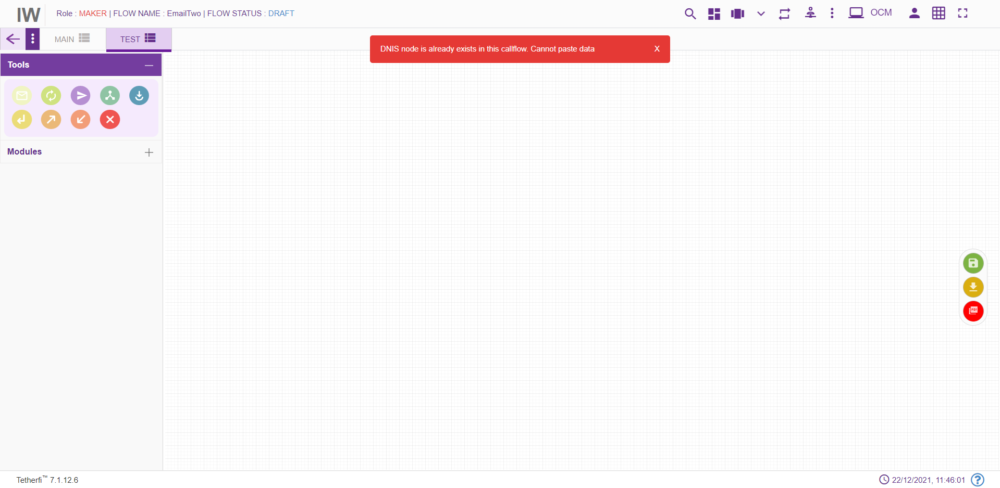 IW
Role : MAKER | FLOW NAME : EmailTwo | FLOW STATUS : DRAFT
OCM
MAIN
TEST
DNIS node is already exists in this callflow. Cannot paste data X
Tools
Modules
PDF
Tetherfi™ 7.1.12.6
22/12/2021, 11:46:01 ?